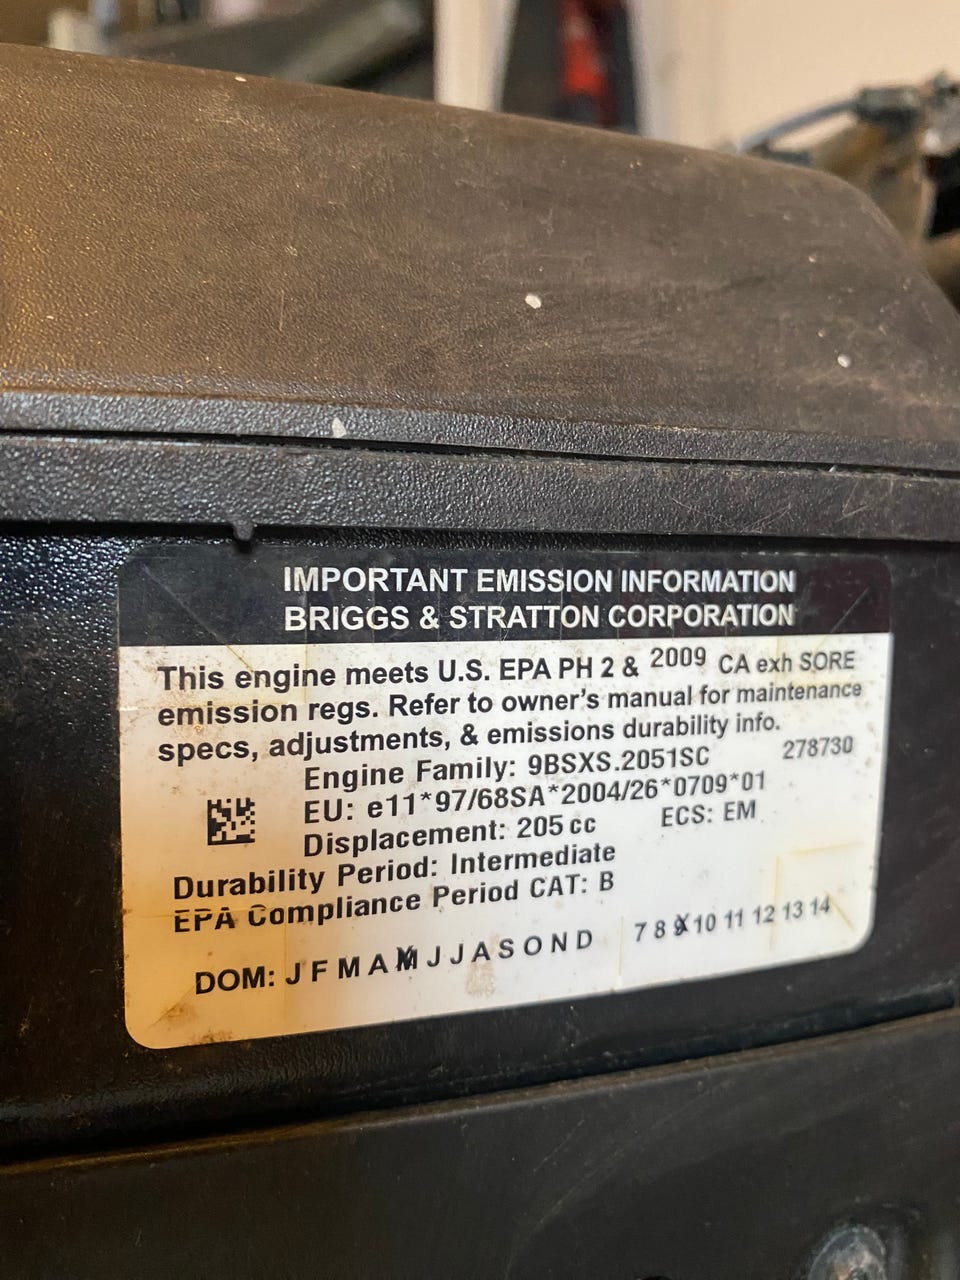 IMPORTANT EMISSION INFORMATION
BRIGGS & STRATTON CORPORATION
This engine meets U.S. EPA PH 2 & 2009 CA exh SORE
emission regs. Refer to owner's manual for maintenance
specs, adjustments, & emissions durability info.
Engine Family: 9BSXS.2051SC 278730
EU: e11*97/68SA*2004/26*0709*01
Displacement: 205 cc ECS: EM
Durability Period: Intermediate
EPA Compliance Period CAT: B
DOM: J F M A M J J A S O N D 7 8 9 10 11 12 13 14